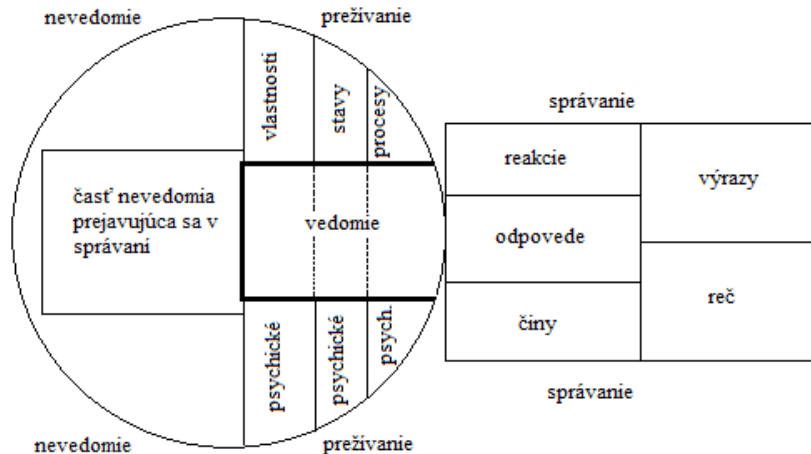 nevedomie
prežívanie
vlastnosti
stavy
procesy
správanie
reakcie
výrazy
časť nevedomia
prejavujúca sa v
správaní
vedomie
odpovede
reč
činy
psychické
psychické
psych.
správanie
nevedomie
prežívanie